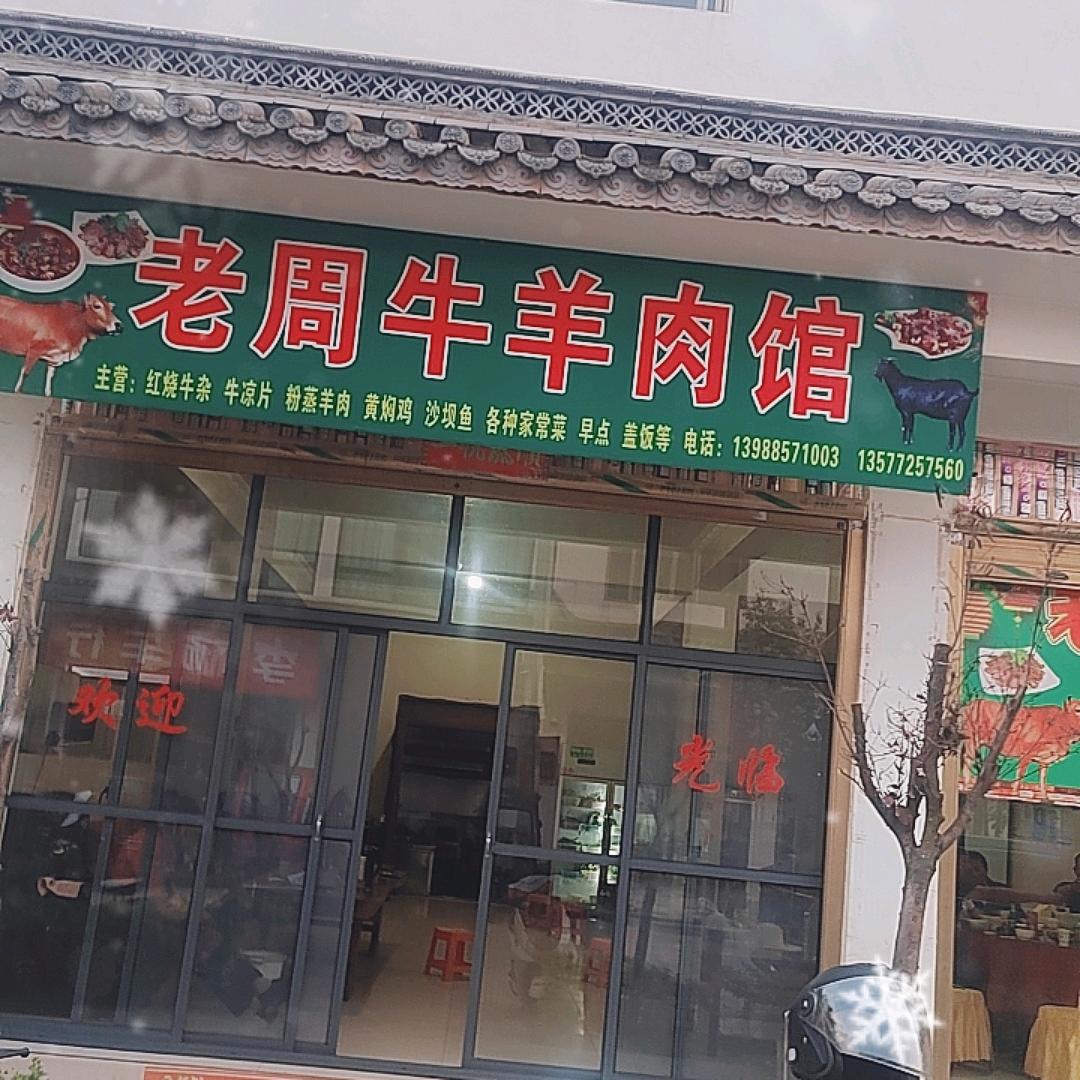 老周牛羊肉馆
主营：红烧牛杂 牛凉片 粉蒸羊肉 黄焖鸡 沙坝鱼 各种家常菜 早点 盖饭等 电话：13988571003 13577257560
欢迎
光临